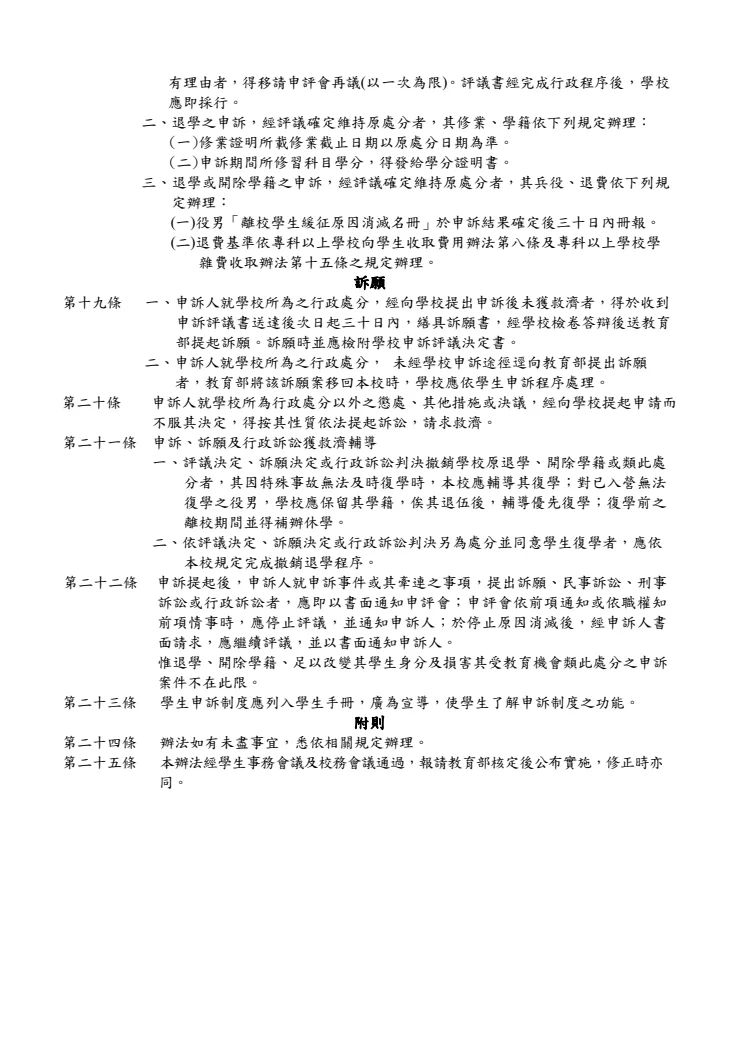 有理由者，得移請申評會再議(以一次為限)。評議書經完成行政程序後，學校
應即採行。
二、退學之申訴，經評議確定維持原處分者，其修業、學籍依下列規定辦理：
(一)修業證明所載修業截止日期以原處分日期為準。
(二)申訴期間所修習科目學分，得發給學分證明書。
三、退學或開除學籍之申訴，經評議確定維持原處分者，其兵役、退費依下列規
定辦理：
(一)役男「離校學生緩征原因消滅名冊」於申訴結果確定後三十日內冊報。
(二)退費基準依專科以上學校向學生收取費用辦法第八條及專科以上學校學
雜費收取辦法第十五條之規定辦理。
訴願
第十九條 一、申訴人就學校所為之行政處分，經向學校提出申訴後未獲救濟者，得於收到
申訴評議書送達後次日起三十日內，繕具訴願書，經學校檢卷答辯後送教育
部提起訴願。訴願時並應檢附學校申訴評議決定書。
二、申訴人就學校所為之行政處分， 未經學校申訴途徑逕向教育部提出訴願
者，教育部將該訴願案移回本校時，學校應依學生申訴程序處理。
第二十條 申訴人就學校所為行政處分以外之懲處、其他措施或決議，經向學校提起申請而
不服其決定，得按其性質依法提起訴訟，請求救濟。
第二十一條 申訴、訴願及行政訴訟獲救濟輔導
一、評議決定、訴願決定或行政訴訟判決撤銷學校原退學、開除學籍或類此處
分者，其因特殊事故無法及時復學時，本校應輔導其復學；對已入營無法
復學之役男，學校應保留其學籍，俟其退伍後，輔導優先復學；復學前之
離校期間並得補辦休學。
二、依評議決定、訴願決定或行政訴訟判決另為處分並同意學生復學者，應依
本校規定完成撤銷退學程序。
第二十二條 申訴提起後，申訴人就申訴事件或其牽連之事項，提出訴願、民事訴訟、刑事
訴訟或行政訴訟者，應即以書面通知申評會；申評會依前項通知或依職權知
前項情事時，應停止評議，並通知申訴人；於停止原因消滅後，經申訴人書
面請求，應繼續評議，並以書面通知申訴人。
惟退學、開除學籍、足以改變其學生身分及損害其受教育機會類此處分之申訴
案件不在此限。
第二十三條 學生申訴制度應列入學生手冊，廣為宣導，使學生了解申訴制度之功能。
附則
第二十四條 辦法如有未盡事宜，悉依相關規定辦理。
第二十五條 本辦法經學生事務會議及校務會議通過，報請教育部核定後公布實施，修正時亦
同。